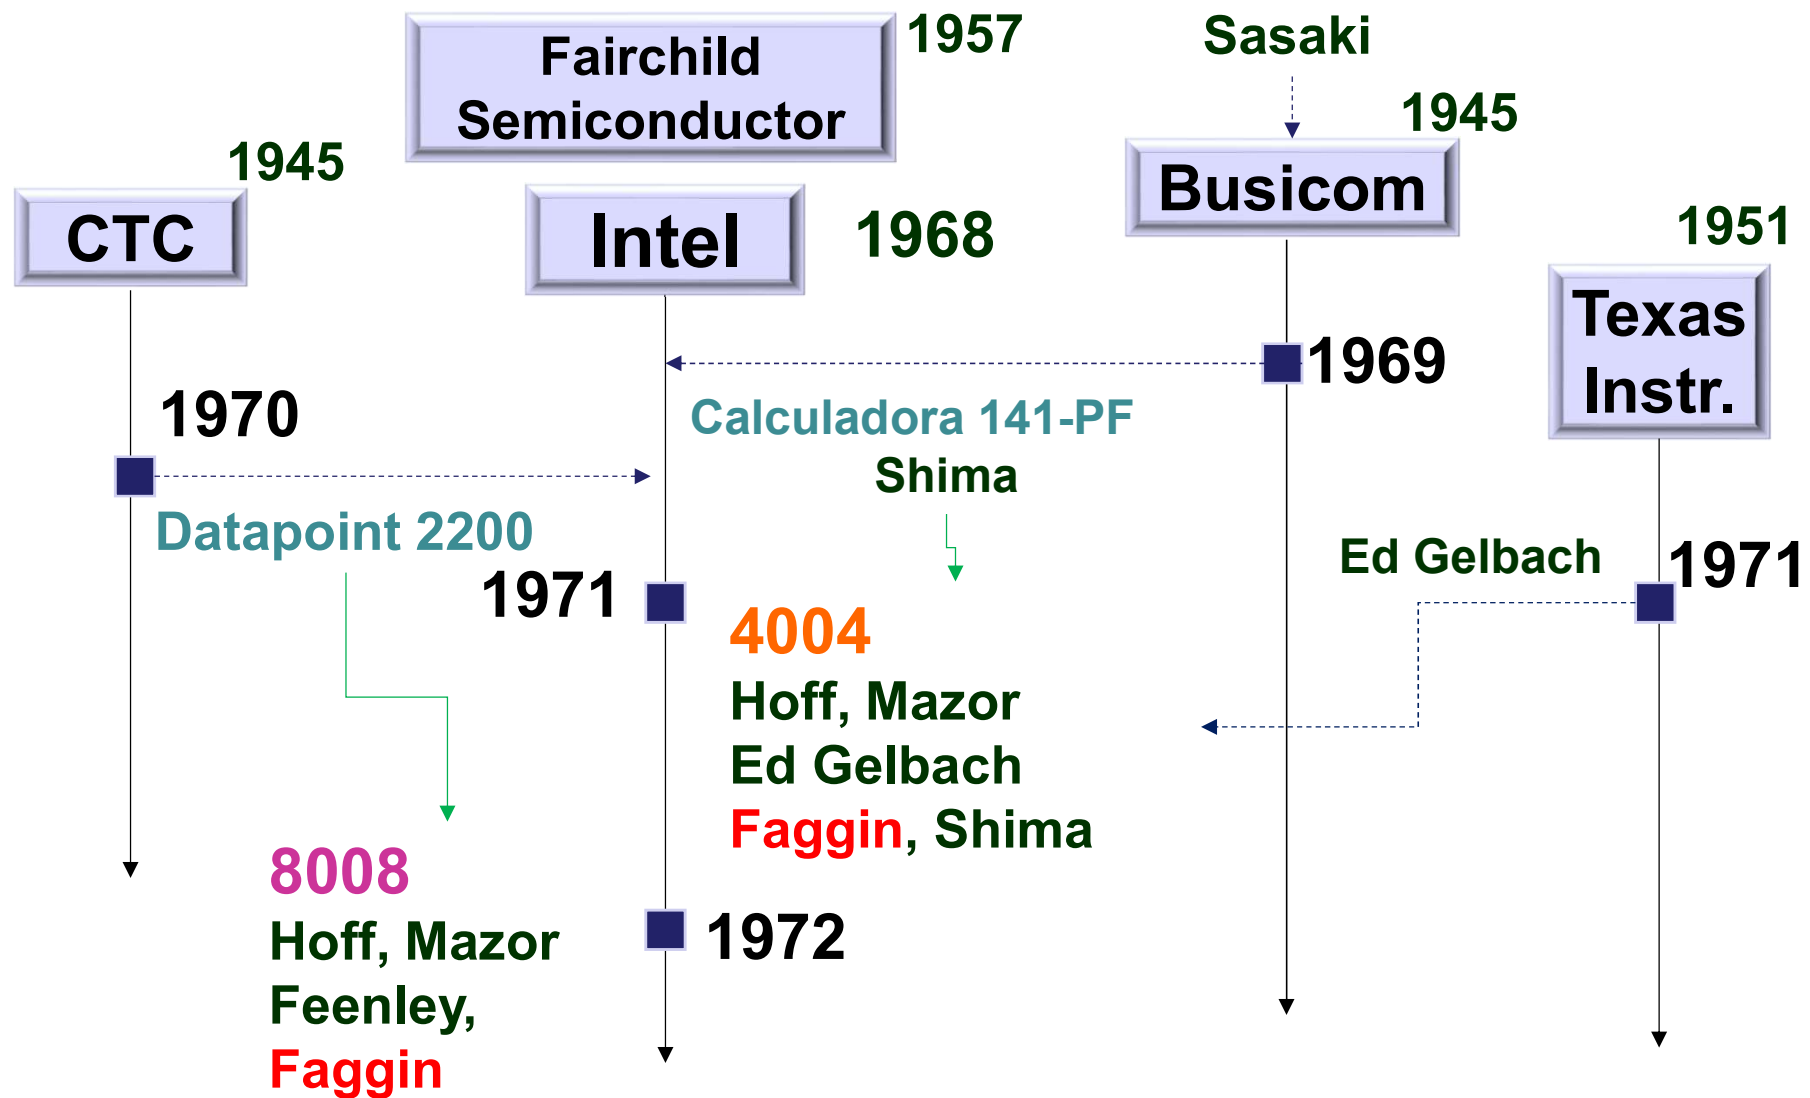 Fairchild
Semiconductor
1957
Sasaki
1945
CTC
Intel
1968
1945
Busicom
1951
Texas
Instr.
1969
1970
Calculadora 141-PF
Shima
Datapoint 2200
Ed Gelbach
1971
1971
4004
Hoff, Mazor
Ed Gelbach
Faggin, Shima
8008
Hoff, Mazor
Feenley,
Faggin
1972